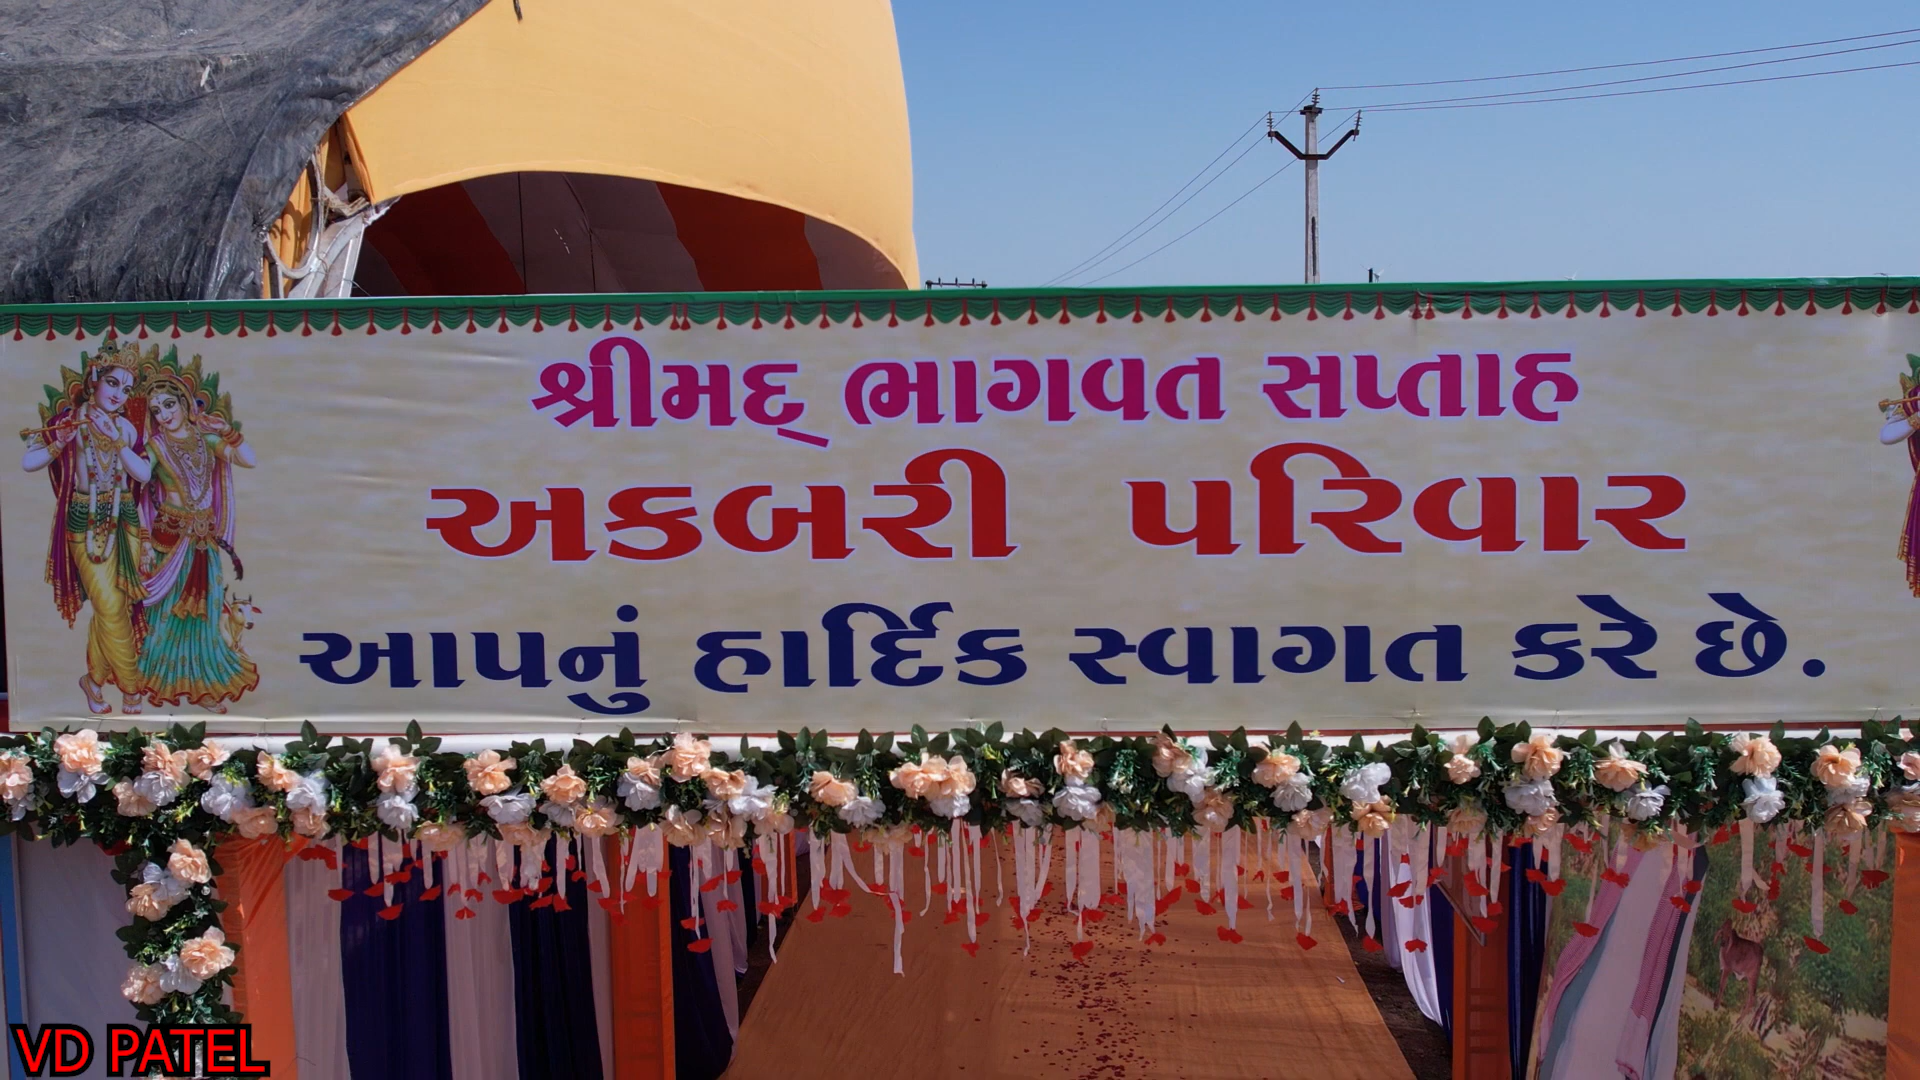 શ્રીમદ્ ભાગવત સપ્તાહ
અકબરી પરિવાર
આપનું હાર્દિક સ્વાગત કરે છે.
VD PATEL